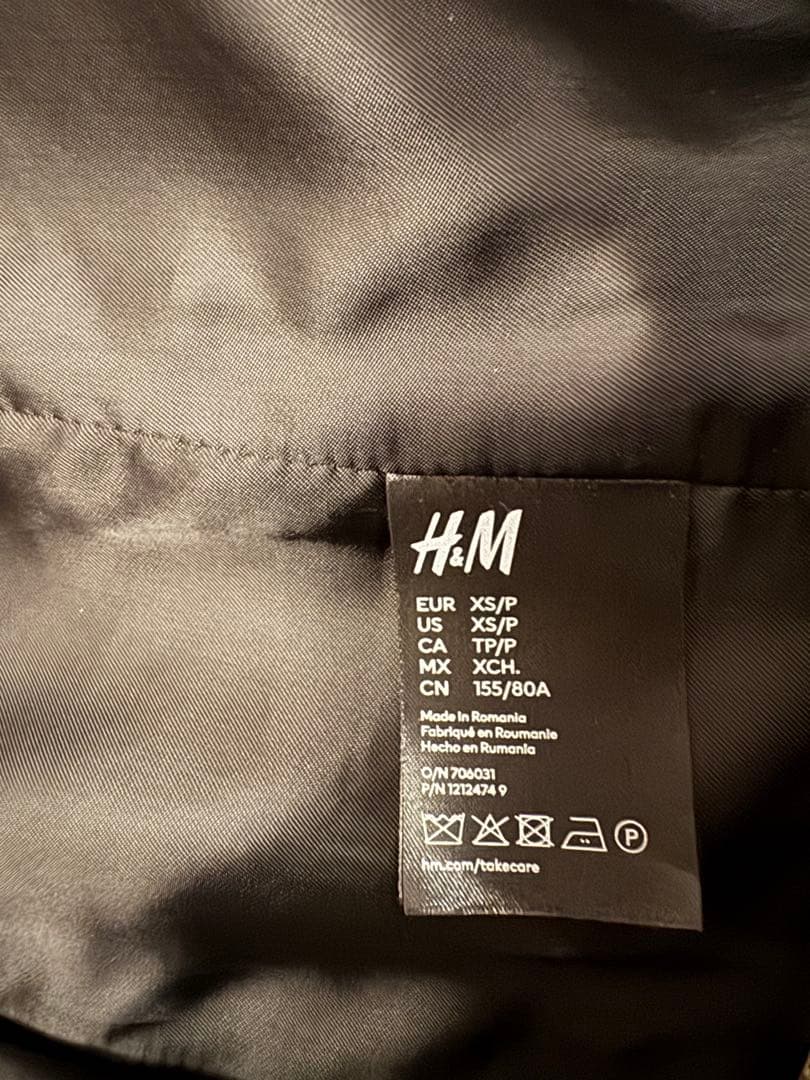 H&M
EUR XS/P
US XS/P
CA TP/P
MX XCH.
CN 155/80A
Made in Romania
Fabriqué en Roumanie
Hecho en Rumania
O/N 706031
P/N 1212474 9
P
hm.com/takecare